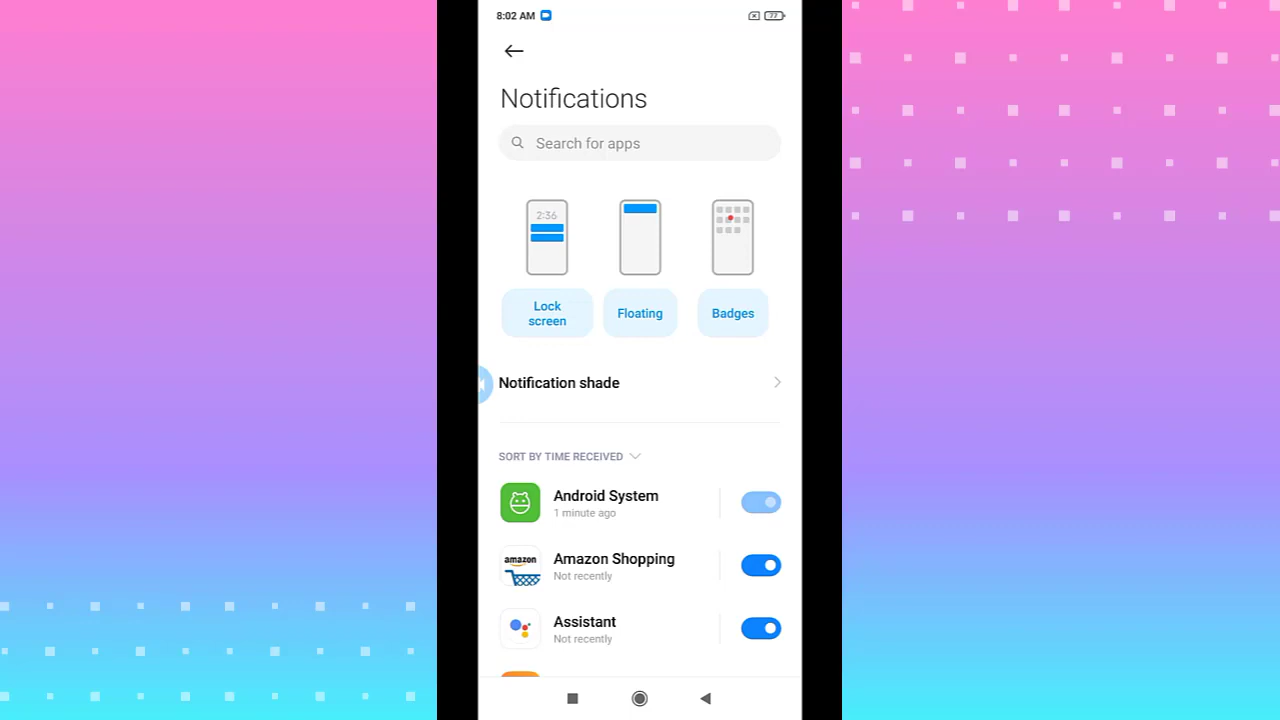 8:02 AM
77
Notifications
Search for apps
2:36
Lock
screen
Floating
Badges
Notification shade
SORT BY TIME RECEIVED
Android System
1 minute ago
amazon
Amazon Shopping
Not recently
Assistant
Not recently